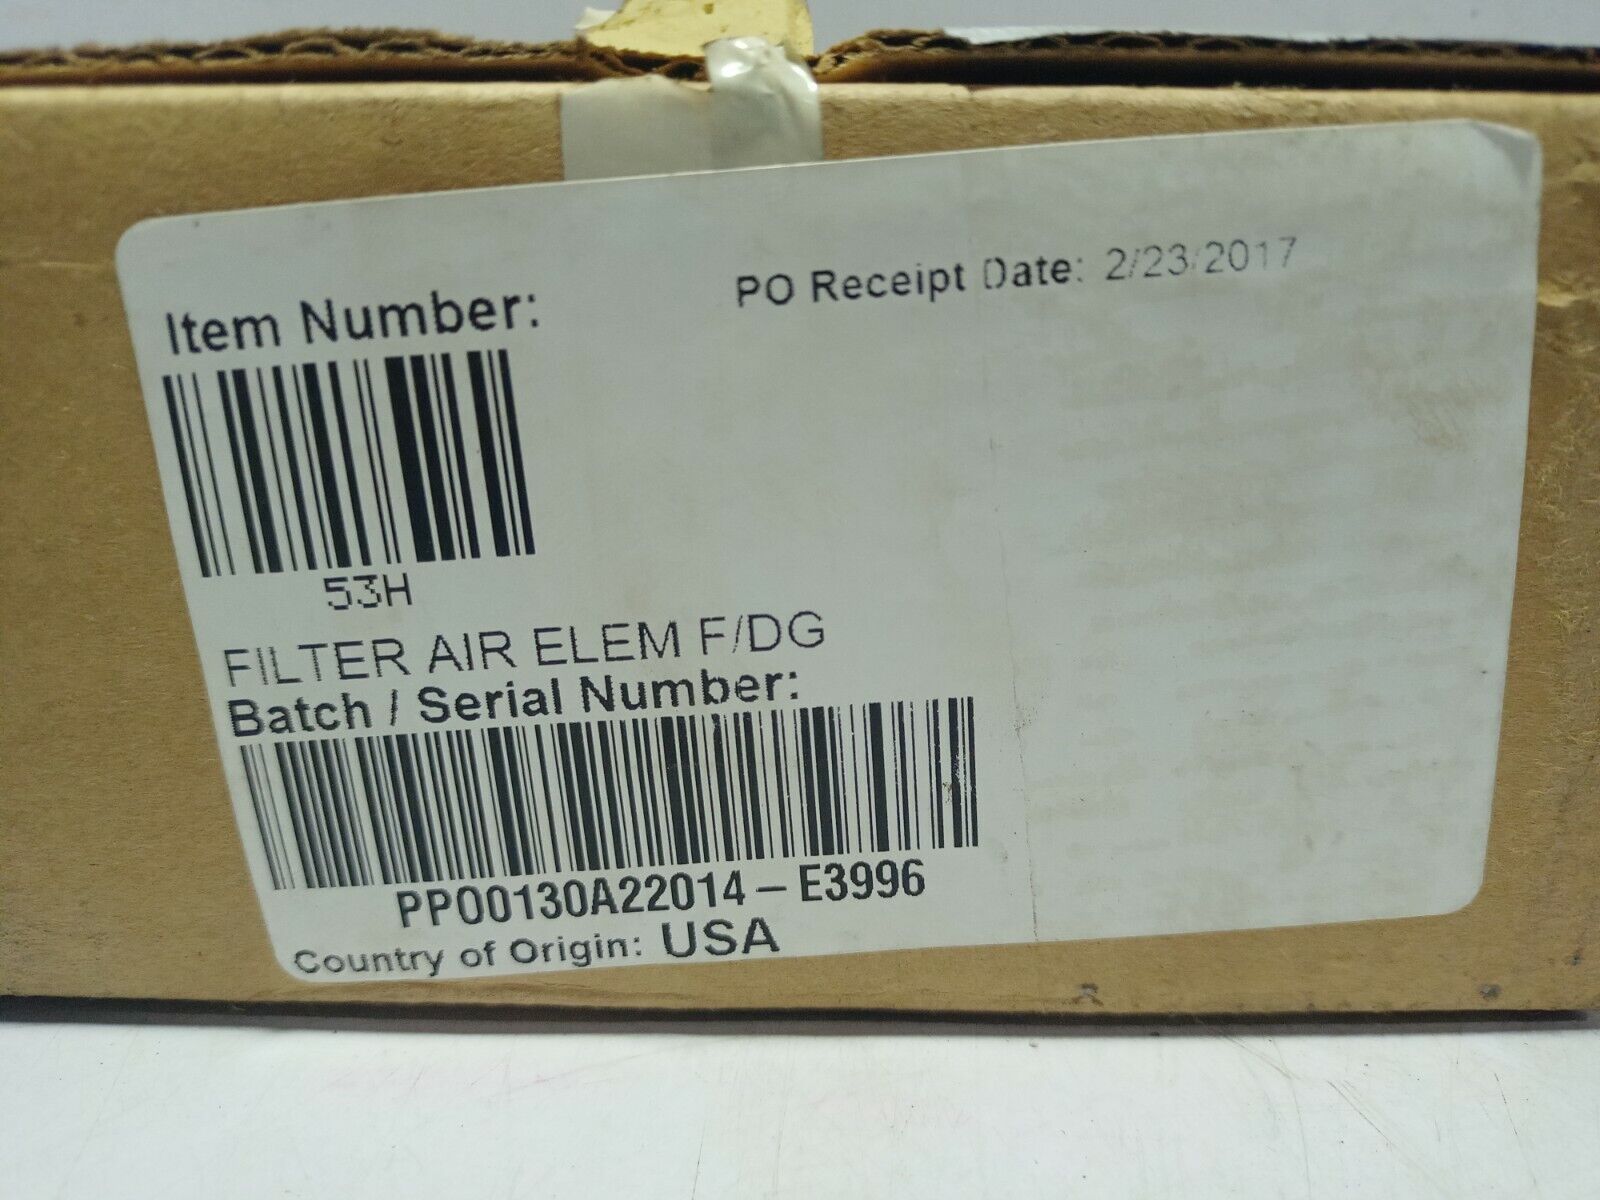 Item Number:
PO Receipt Date: 2/23/2017
53H
FILTER AIR ELEM F/DG
Batch / Serial Number:
PPO0130A22014-E3996
Country of Origin: USA